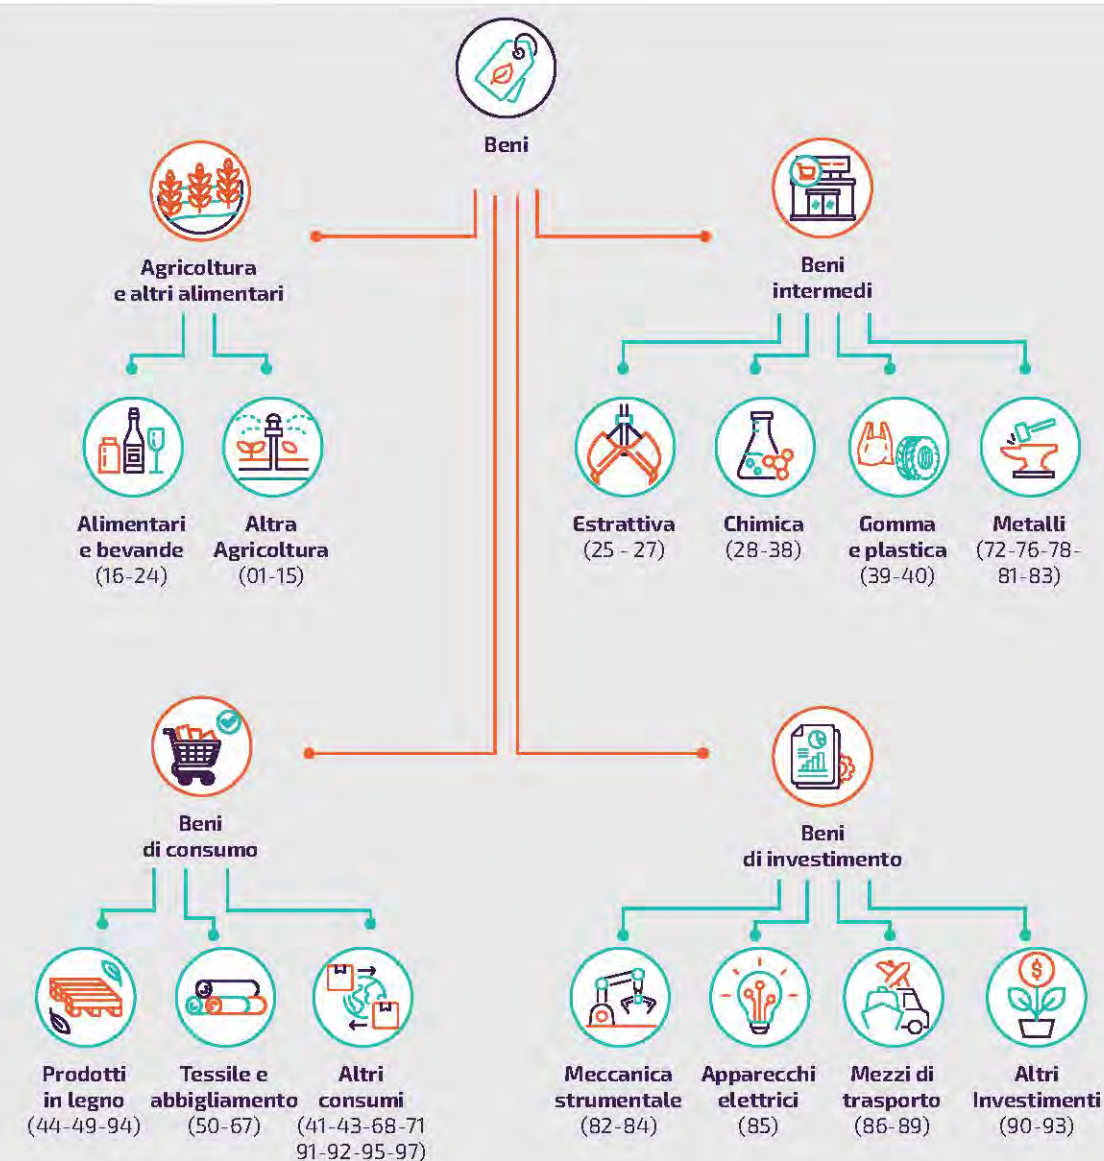 Beni
Agricoltura
e altri alimentari
Beni
intermedi
Alimentari
e bevande
(16-24)
Altra
Agricoltura
(01-15)
Estrattiva
(25 - 27)
Chimica
(28-38)
Gomma
e plastica
(39-40)
Metalli
(72-76-78-
81-83)
Beni
di consumo
Beni
di investimento
Prodotti
in legno
(44-49-94)
Tessile e
abbigliamento
(50-67)
Altri
consumi
(41-43-68-71
91-92-95-97)
Meccanica
strumentale
(82-84)
Apparecchi
elettrici
(85)
Mezzi di
trasporto
(86-89)
$
Altri
Investimenti
(90-93)